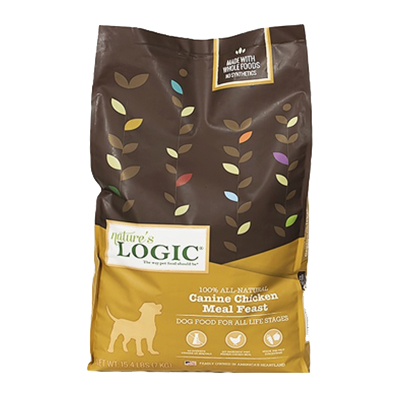 MADE WITH
WHOLE FOODS
NO SYNTHETICS
nature's
LOGIC®
The way pet food should be.®
100% ALL-NATURAL
Canine Chicken
Meal Feast
DOG FOOD FOR ALL LIFE STAGES